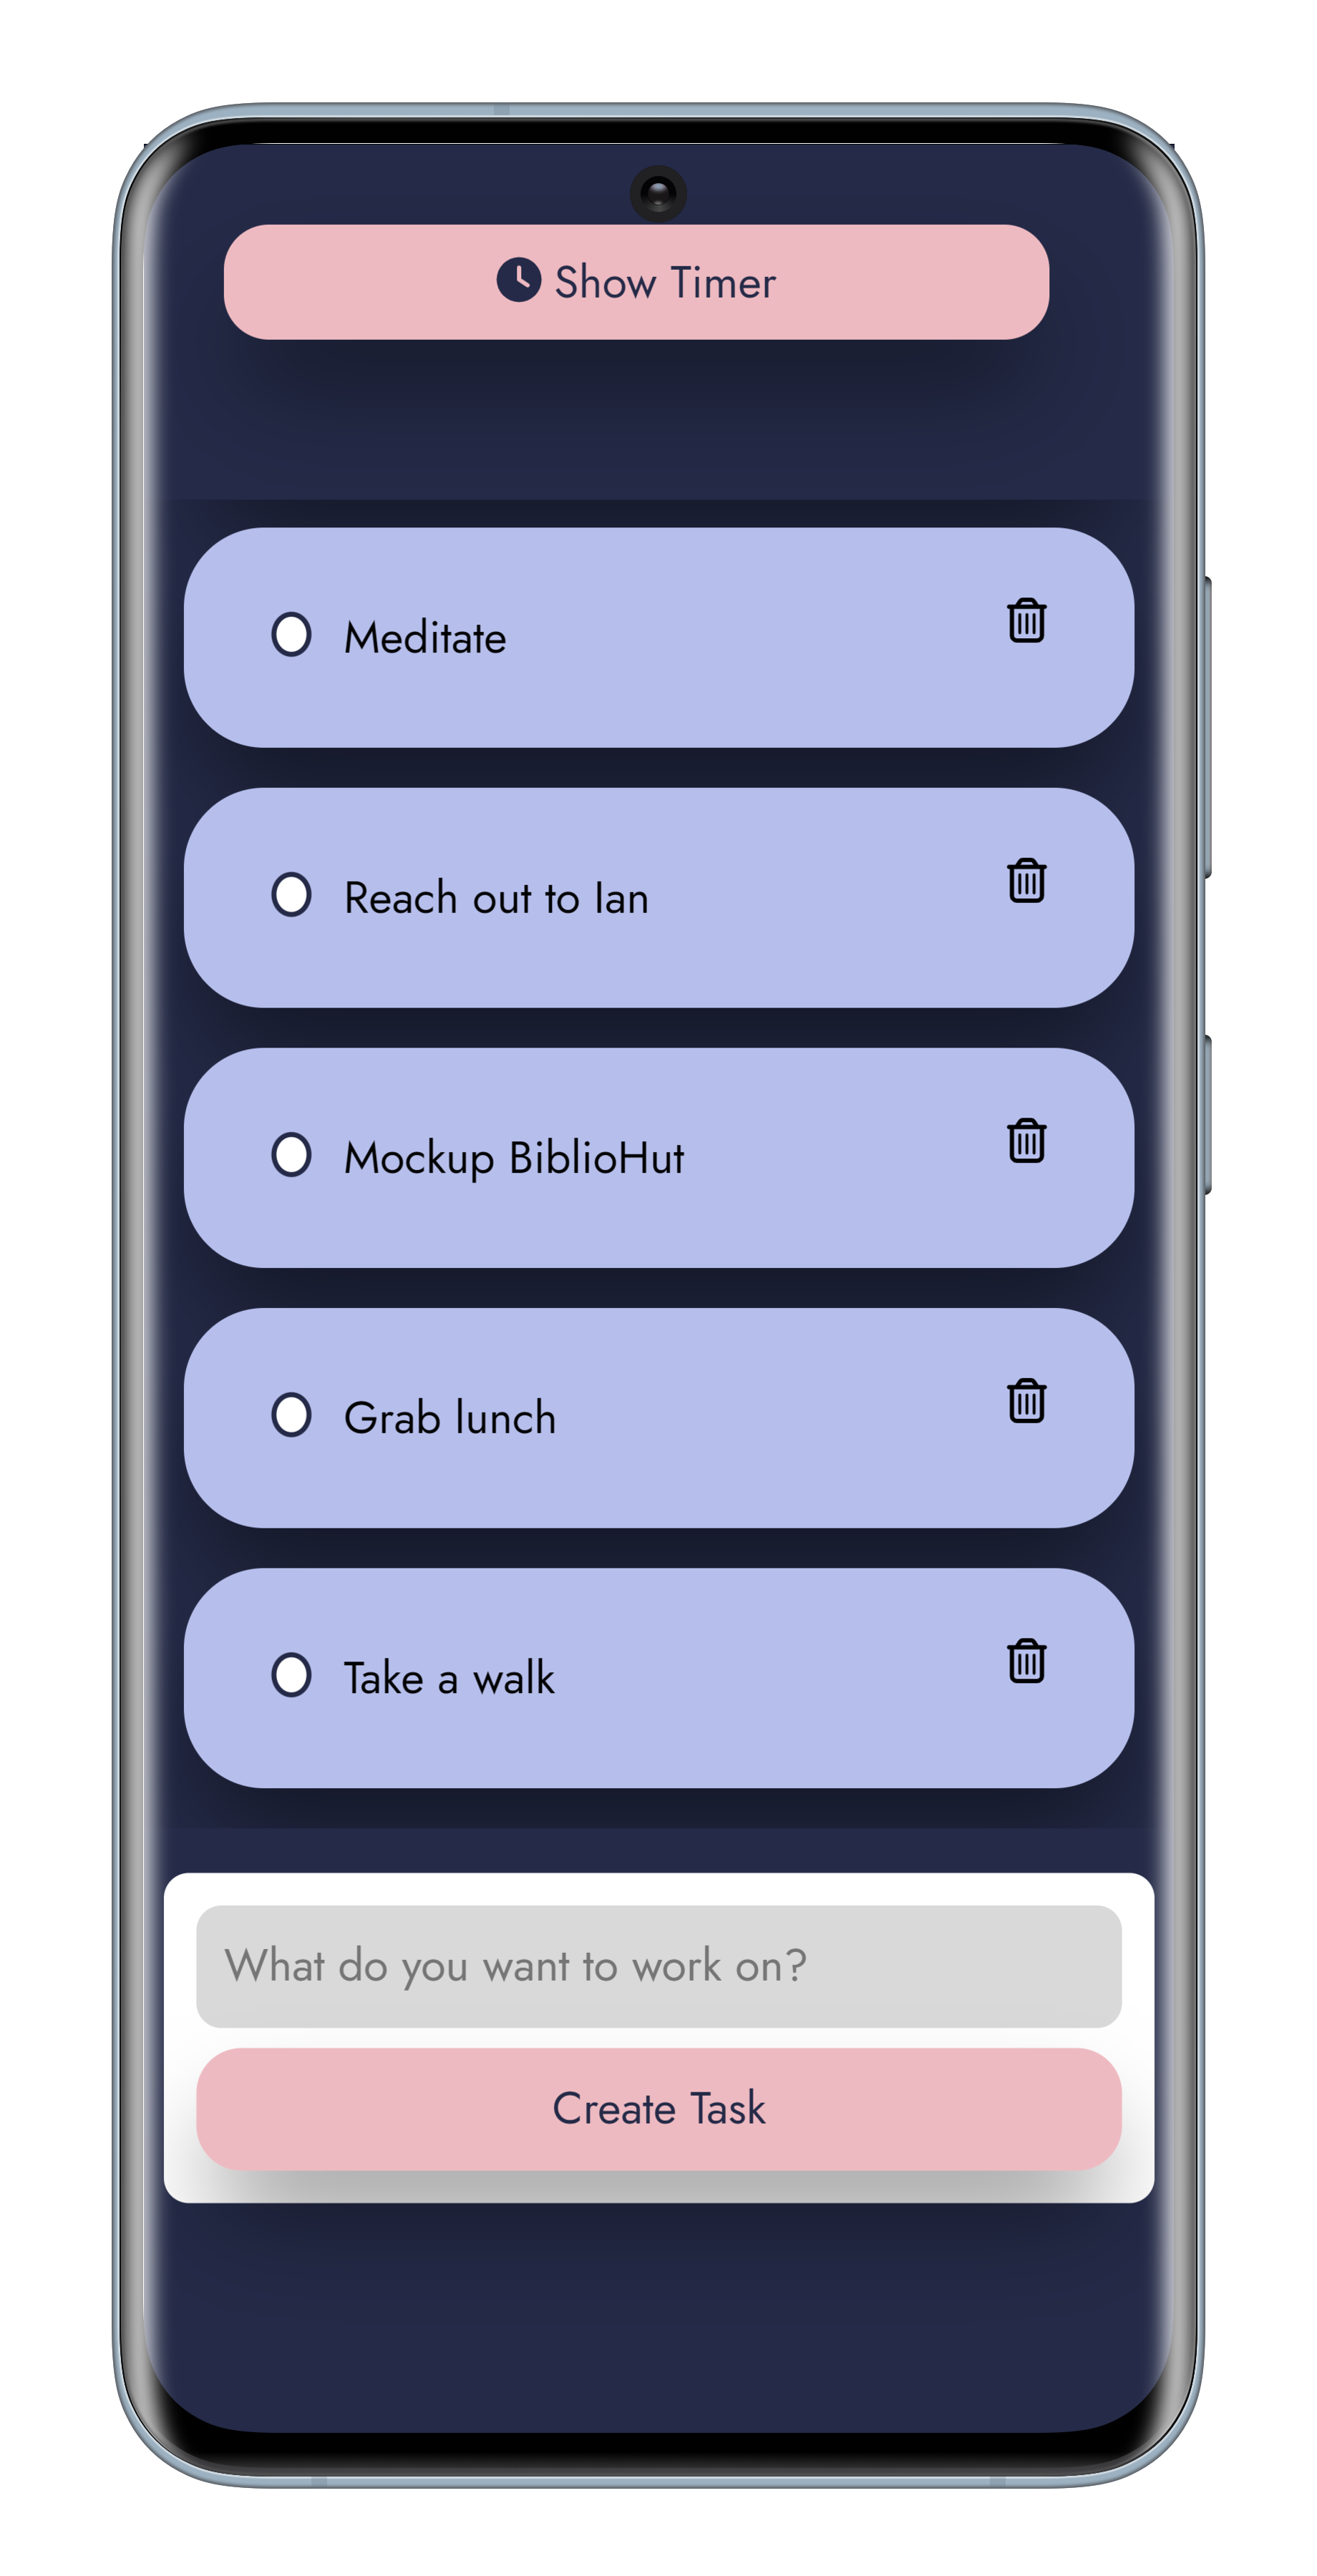 Show Timer
Meditate
Reach out to Ian
Mockup BiblioHut
Grab lunch
Take a walk
What do you want to work on?
Create Task